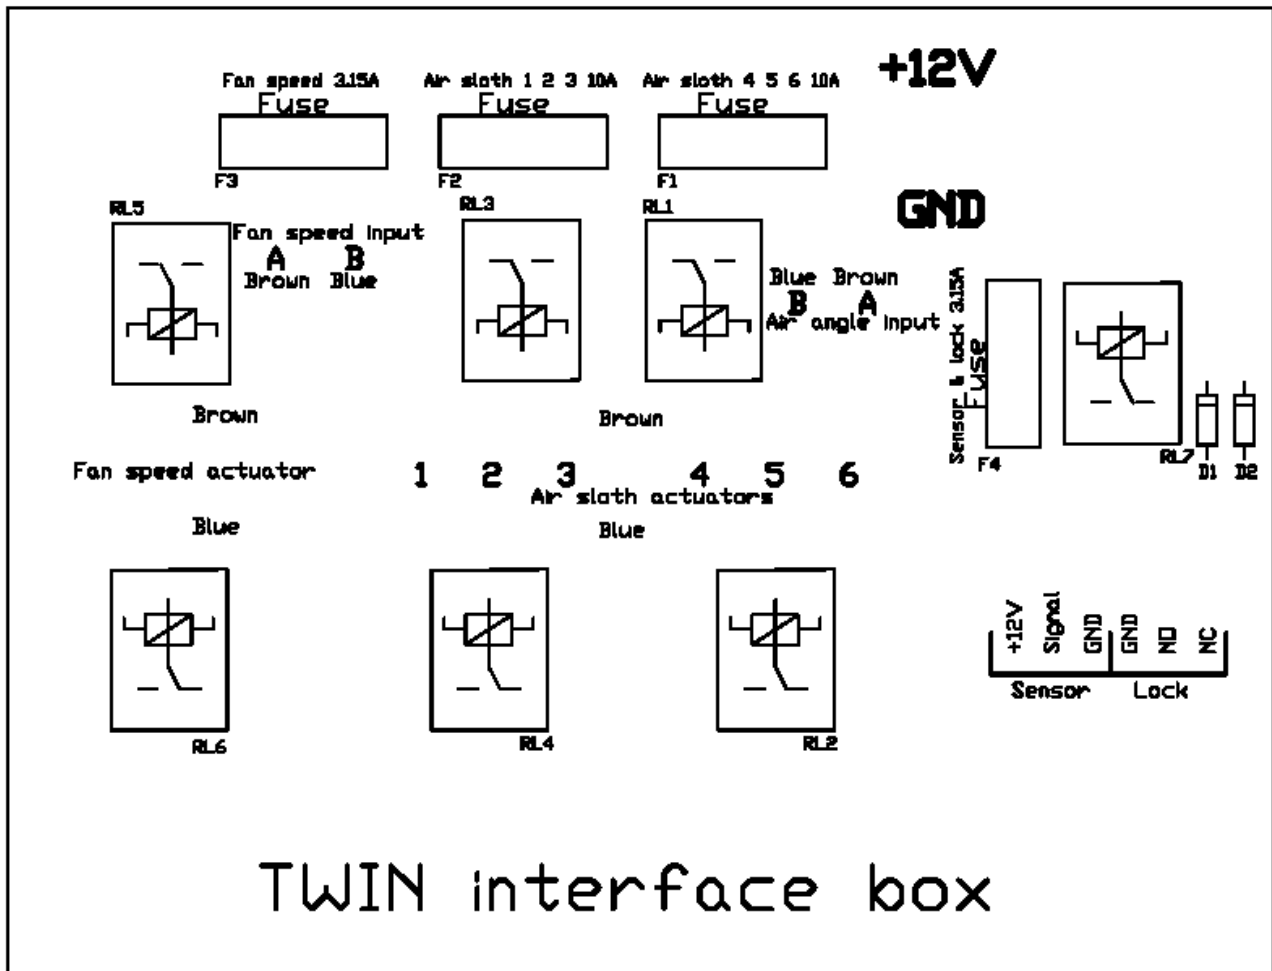 +12V
Fan speed 3.15A
Air sloth 1 2 3 10A
Air sloth 4 5 6 10A
Fuse
Fuse
Fuse
F3
F2
F1
GND
RL5
RL3
RL1
Fan speed input
A B
Brown Blue
Blue Brown
B A
Air angle input
Sensor & lock 3.15A
Fuse
F4
RL7
D1
D2
Brown
Brown
Fan speed actuator
1 2 3 4 5 6
Air sloth actuators
Blue
Blue
RL6
RL4
RL2
+12V
Signal
GND
GND
NO
NC
Sensor
Lock
TWIN interface box